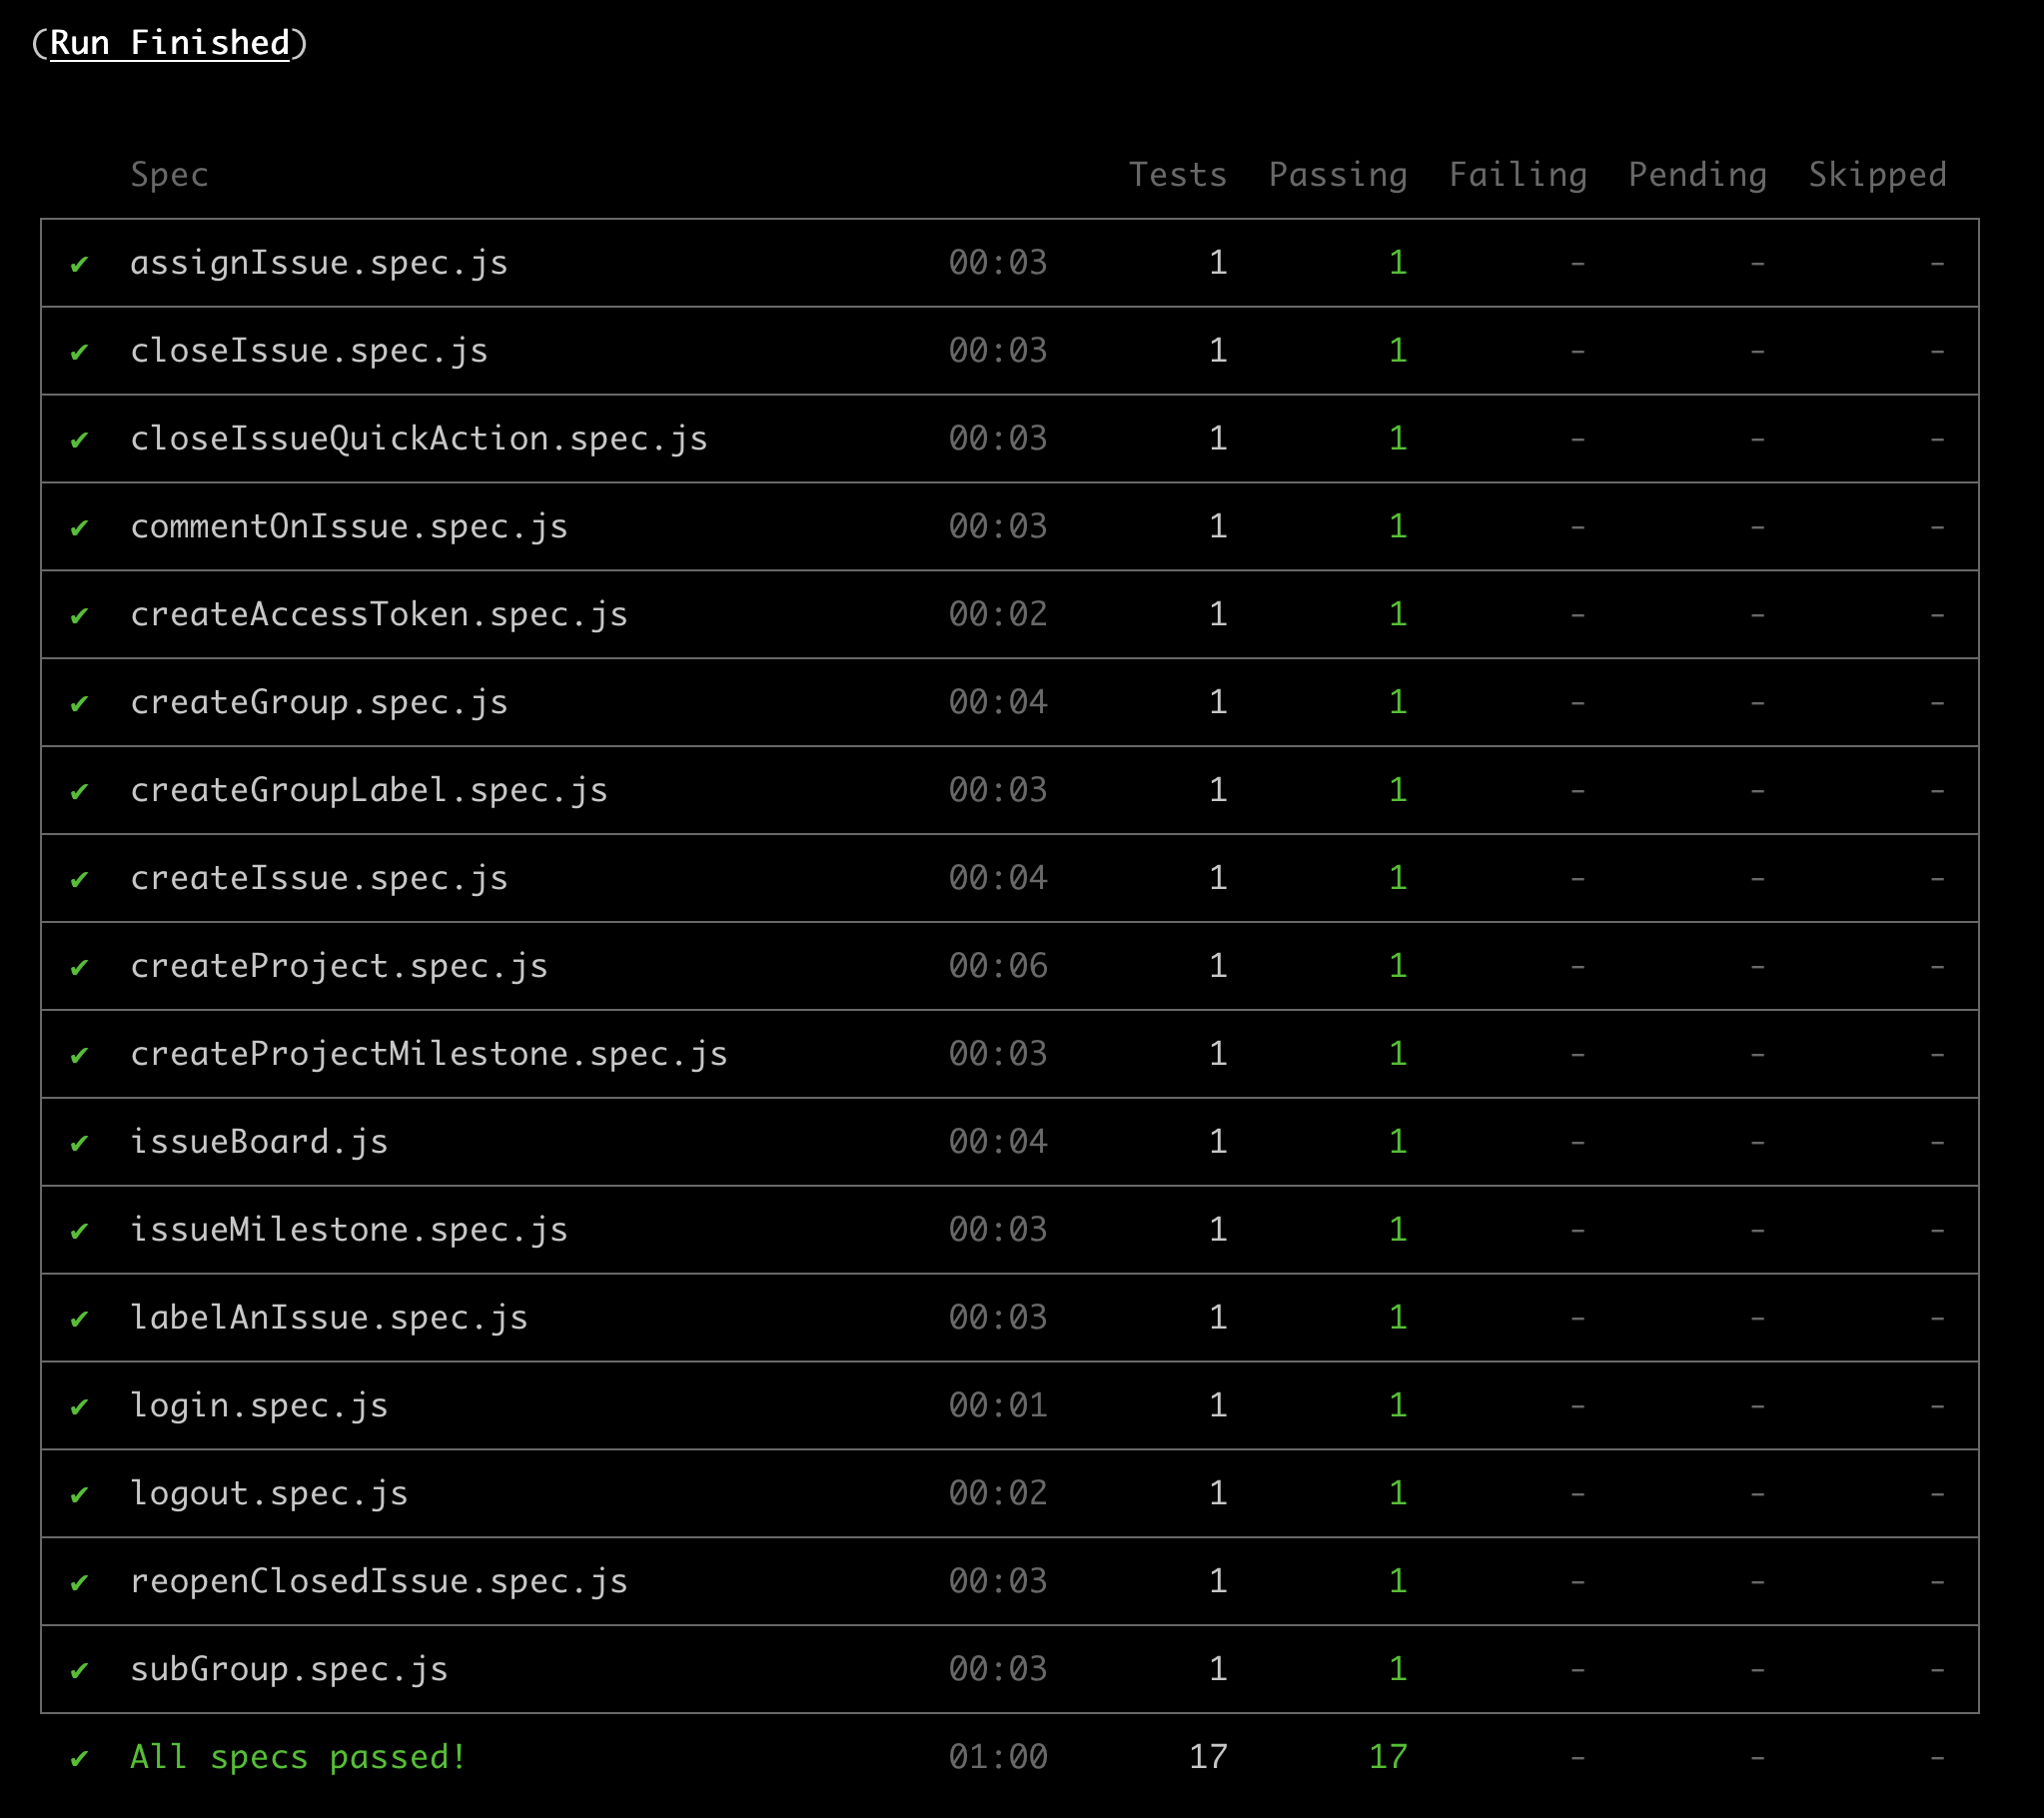 (Run Finished)
Spec Tests Passing Failing Pending Skipped
✔ assignIssue.spec.js 00:03 1 1 - - -
✔ closeIssue.spec.js 00:03 1 1 - - -
✔ closeIssueQuickAction.spec.js 00:03 1 1 - - -
✔ commentOnIssue.spec.js 00:03 1 1 - - -
✔ createAccessToken.spec.js 00:02 1 1 - - -
✔ createGroup.spec.js 00:04 1 1 - - -
✔ createGroupLabel.spec.js 00:03 1 1 - - -
✔ createIssue.spec.js 00:04 1 1 - - -
✔ createProject.spec.js 00:06 1 1 - - -
✔ createProjectMilestone.spec.js 00:03 1 1 - - -
✔ issueBoard.js 00:04 1 1 - - -
✔ issueMilestone.spec.js 00:03 1 1 - - -
✔ labelAnIssue.spec.js 00:03 1 1 - - -
✔ login.spec.js 00:01 1 1 - - -
✔ logout.spec.js 00:02 1 1 - - -
✔ reopenClosedIssue.spec.js 00:03 1 1 - - -
✔ subGroup.spec.js 00:03 1 1 - - -
✔ All specs passed! 01:00 17 17 - - -